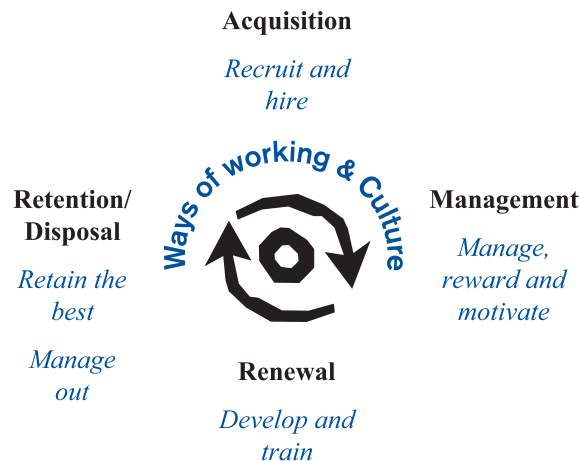 Acquisition
Recruit and
hire
Ways of working & Culture
Retention/
Disposal
Retain the
best
Manage
out
Management
Manage,
reward and
motivate
Renewal
Develop and
train